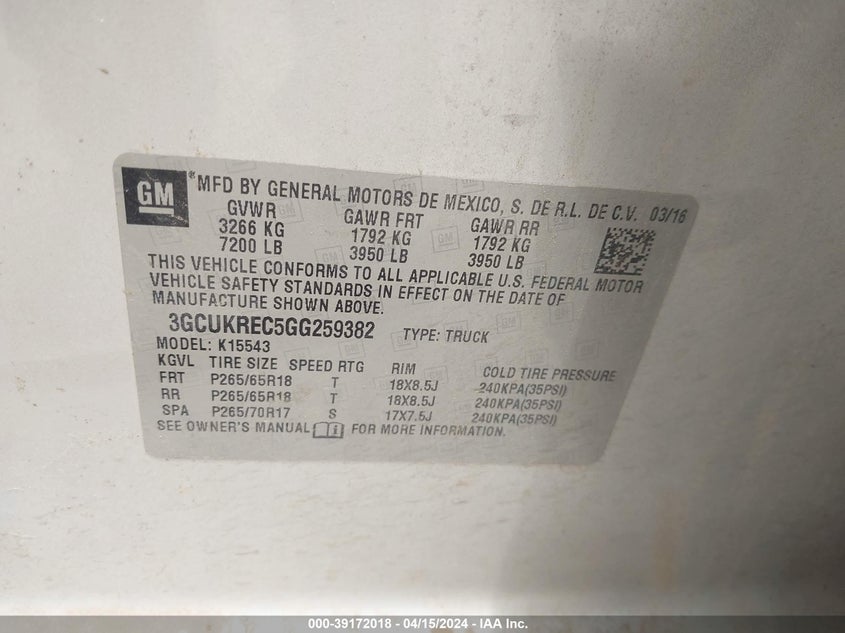 GM ® MFD BY GENERAL MOTORS DE MEXICO, S. DE R.L. DE C.V. 03/16
GVWR GAWR FRT GAWR RR
3266 KG 1792 KG 1792 KG
7200 LB 3950 LB 3950 LB
THIS VEHICLE CONFORMS TO ALL APPLICABLE U.S. FEDERAL MOTOR
VEHICLE SAFETY STANDARDS IN EFFECT ON THE DATE OF
MANUFACTURE SHOWN ABOVE.
3GCUKREC5GG259382 TYPE: TRUCK
MODEL: K15543
KGVL TIRE SIZE SPEED RTG RIM COLD TIRE PRESSURE
FRT P265/65R18 T 18X8.5J 240KPA(35PSI)
RR P265/65R18 T 18X8.5J 240KPA(35PSI)
SPA P265/70R17 S 17X7.5J 240KPA(35PSI)
SEE OWNER'S MANUAL FOR MORE INFORMATION.
000-39172018 - 04/15/2024 - IAA Inc.